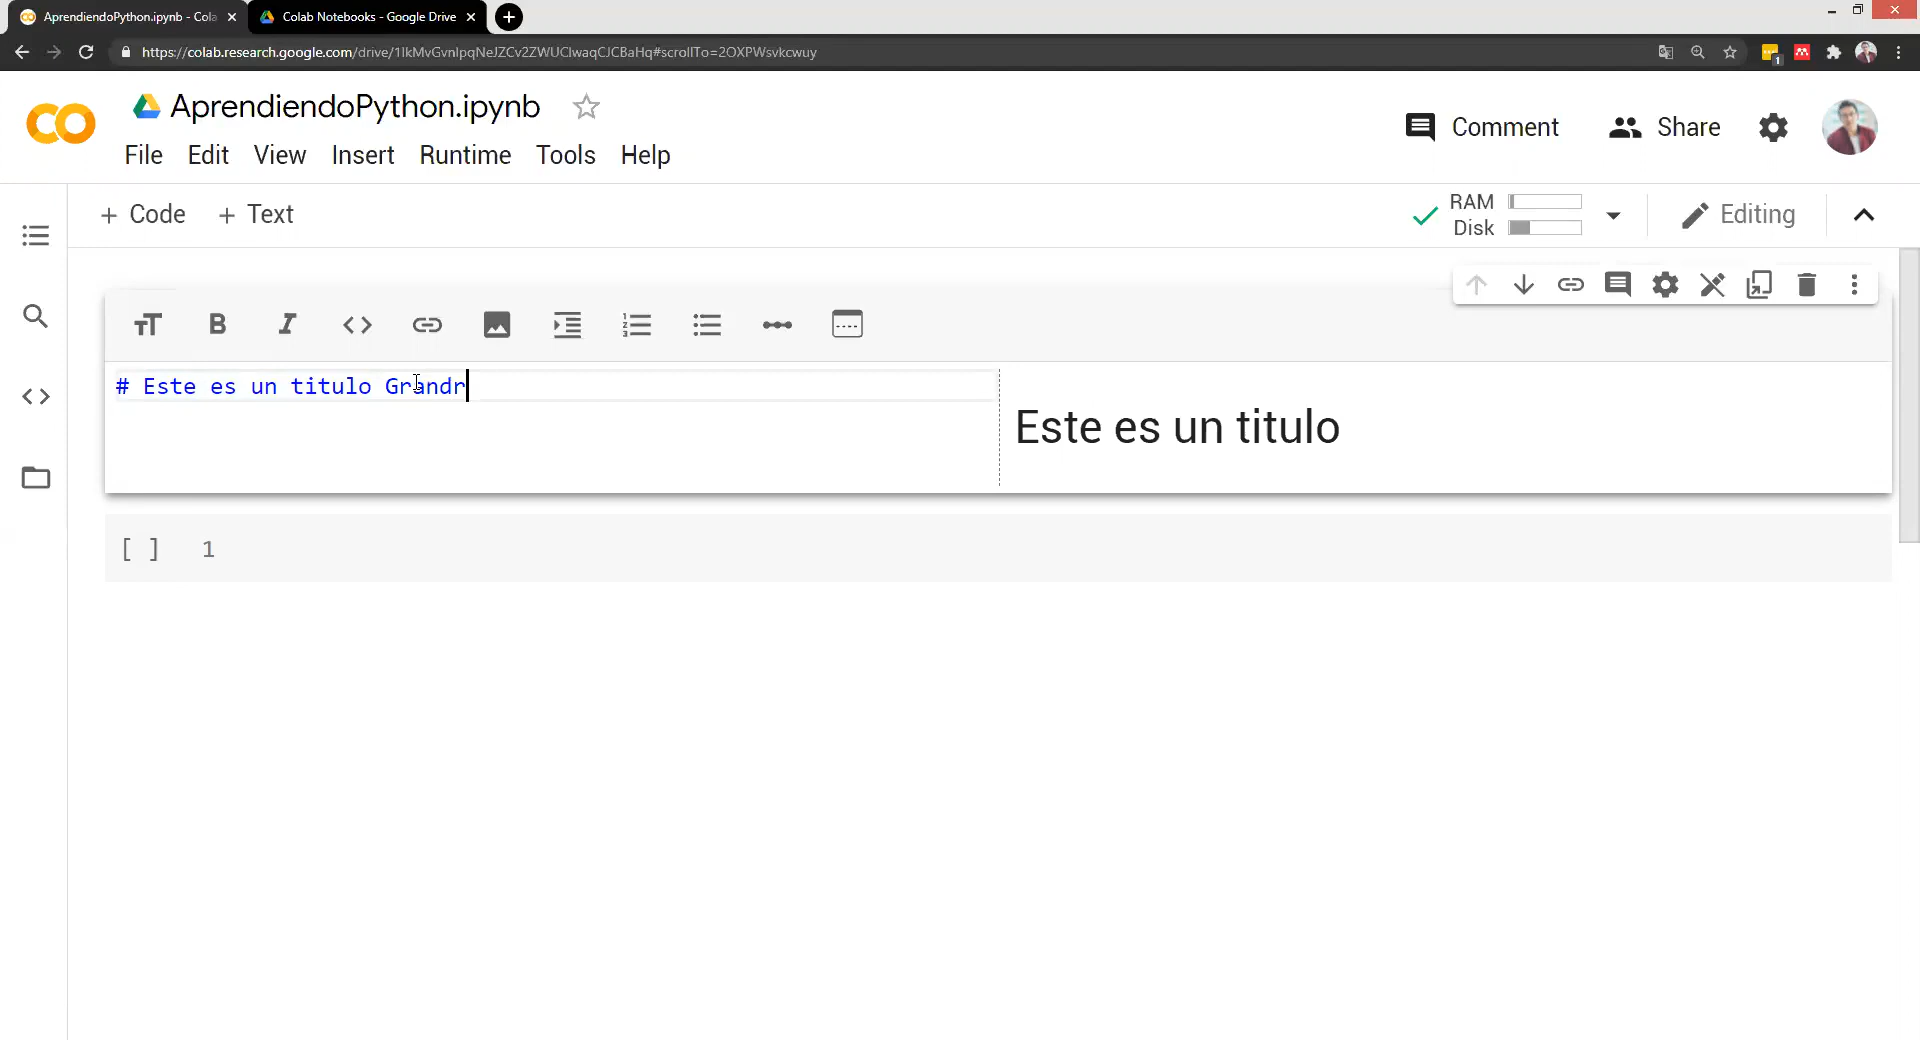 AprendiendoPython.ipynb - Cola
Colab Notebooks - Google Drive
https://colab.research.google.com/drive/1lkMvGvnlpqNeJZCv2ZWUClwaqCJCBaHq#scrollTo=2OXPWsvkcwuy
1
AprendiendoPython.ipynb
Comment
Share
File Edit View Insert Runtime Tools Help
+ Code + Text
RAM
Disk
Editing
# Este es un titulo Grandr
Este es un titulo
[ ] 1